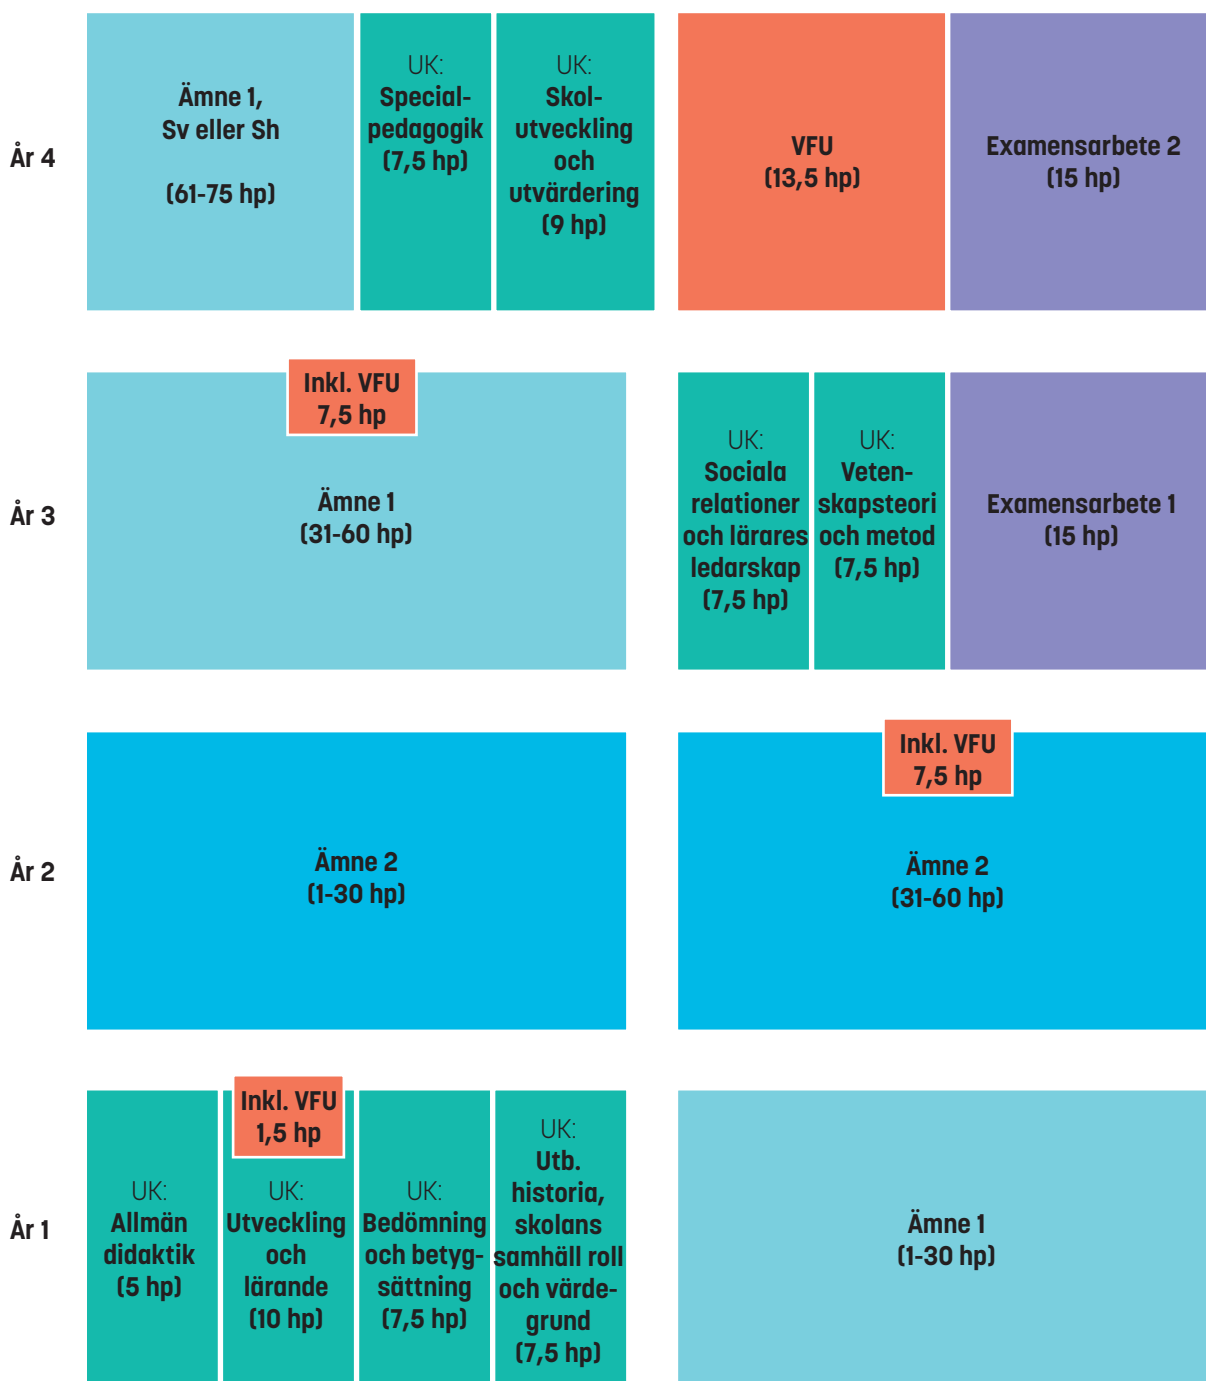 År 4
Ämne 1,
Sv eller Sh
(61-75 hp)
UK:
Special-
pedagogik
(7,5 hp)
UK:
Skol-
utveckling
och
utvärdering
(9 hp)
VFU
(13,5 hp)
Examensarbete 2
(15 hp)
År 3
Inkl. VFU
7,5 hp
Ämne 1
(31-60 hp)
UK:
Sociala
relationer
och lärares
ledarskap
(7,5 hp)
UK:
Veten-
skapsteori
och metod
(7,5 hp)
Examensarbete 1
(15 hp)
År 2
Ämne 2
(1-30 hp)
Inkl. VFU
7,5 hp
Ämne 2
(31-60 hp)
År 1
UK:
Allmän
didaktik
(5 hp)
Inkl. VFU
1,5 hp
UK:
Utveckling
och
lärande
(10 hp)
UK:
Bedömning
och betyg-
sättning
(7,5 hp)
UK:
Utb.
historia,
skolans
samhäll roll
och värde-
grund
(7,5 hp)
Ämne 1
(1-30 hp)